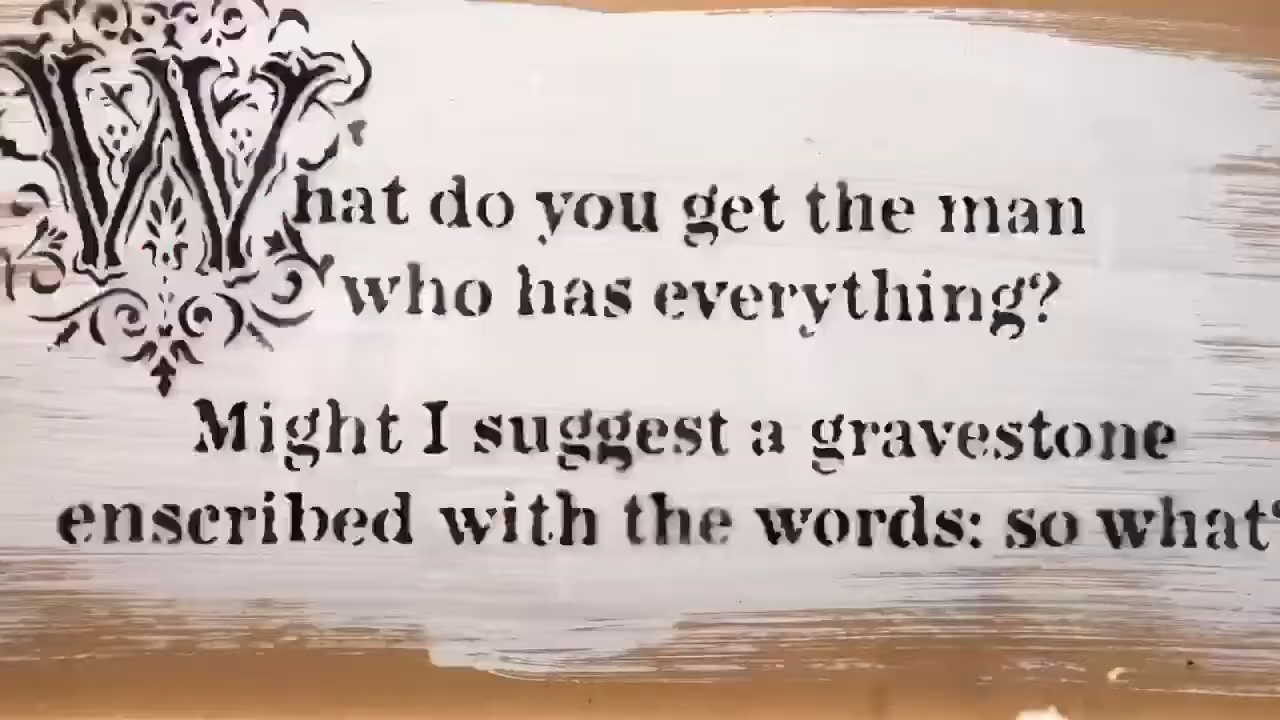 What do you get the man
who has everything?
Might I suggest a gravestone
enscribed with the words: so what?